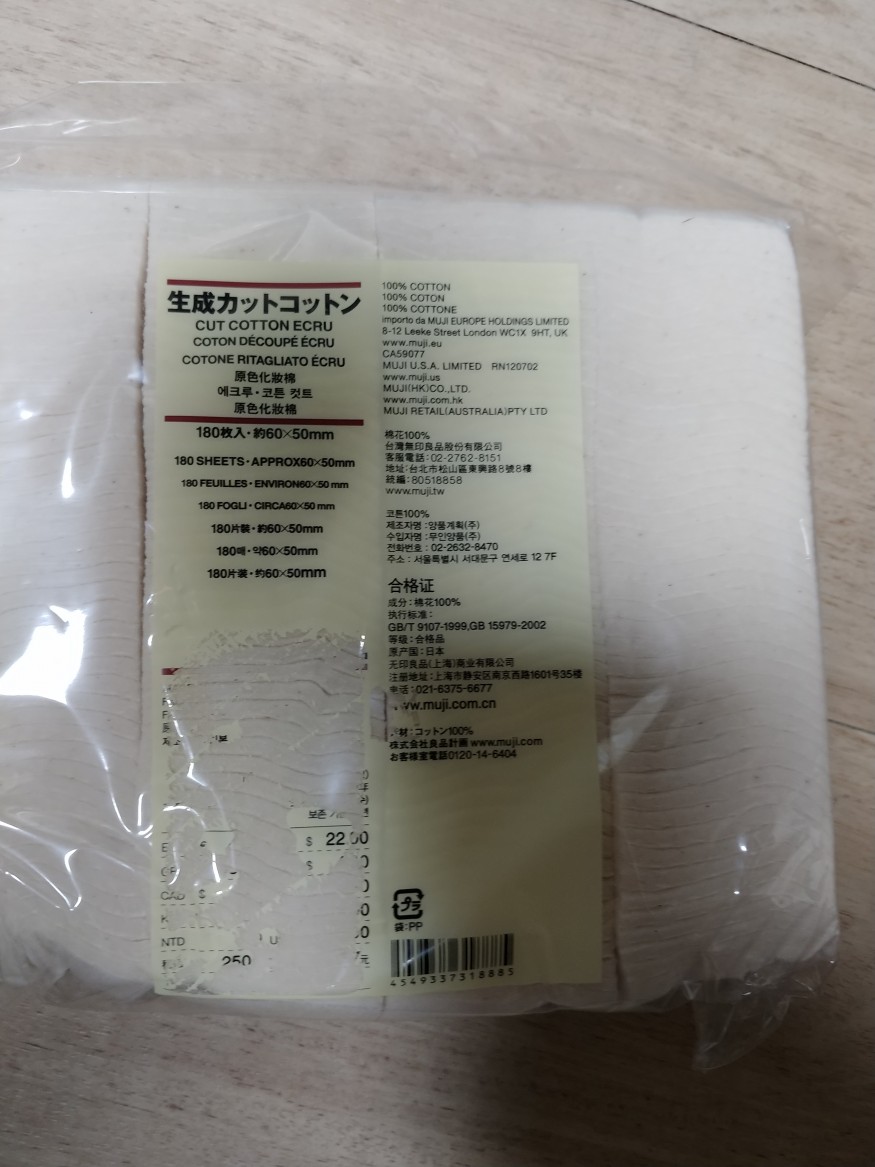 生成カットコットン
CUT COTTON ECRU
COTON DÉCOUPÉ ÉCRU
COTONE RITAGLIATO ÉCRU
原色化妝棉
에크루・코튼 컷트
原色化妝棉
180枚入・約60×50mm
180 SHEETS・APPROX60×50mm
180 FEUILLES・ENVIRON60×50 mm
180 FOGLI・CIRCA60×50 mm
180片裝・約60×50mm
180매・약60×50mm
180片装・约60×50mm
보존
$ 22.00
$
CAD $
NTD
250
元
100% COTTON
100% COTON
100% COTTONE
importo da MUJI EUROPE HOLDINGS LIMITED
8-12 Leeke Street London WC1X 9HT, UK
www.muji.eu
CA59077
MUJI U.S.A. LIMITED RN120702
www.muji.us
MUJI(HK)CO.,LTD.
www.muji.com.hk
MUJI RETAIL(AUSTRALIA)PTY LTD
棉花100%
台灣無印良品股份有限公司
客服電話:02-2762-8151
地址:台北市松山區東興路8號8樓
統編:80518858
www.muji.tw
코튼100%
제조자명:양품계획(주)
수입자명:무인양품(주)
전화번호:02-2632-8470
주소:서울특별시 서대문구 연세로 12 7F
合格证
成分:棉花100%
执行标准:
GB/T 9107-1999,GB 15979-2002
等级:合格品
原产国:日本
无印良品(上海)商业有限公司
注册地址:上海市静安区南京西路1601号35楼
话:021-6375-6677
www.muji.com.cn
材:コットン100%
株式会社良品計画 www.muji.com
お客様室電話0120-14-6404
プラ
袋:PP
4549337318885